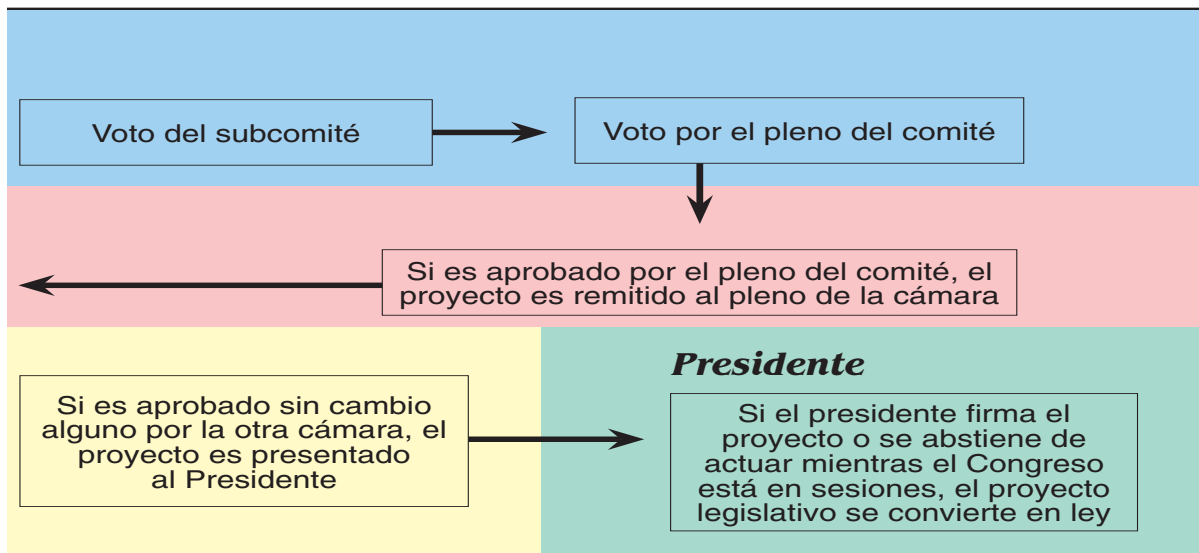 Voto del subcomité
Voto por el pleno del comité
Si es aprobado por el pleno del comité, el
proyecto es remitido al pleno de la cámara
Si es aprobado sin cambio
alguno por la otra cámara, el
proyecto es presentado
al Presidente
Presidente
Si el presidente firma el
proyecto o se abstiene de
actuar mientras el Congreso
está en sesiones, el proyecto
legislativo se convierte en ley